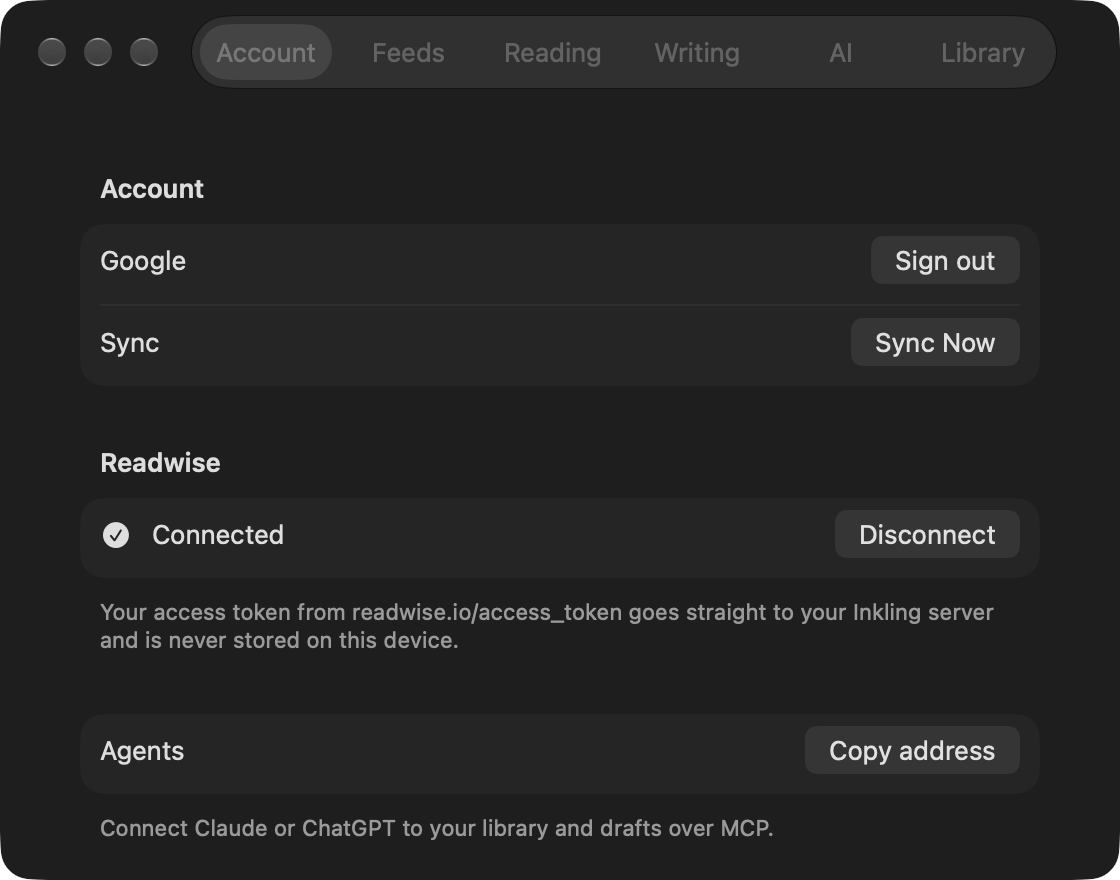 Account Feeds Reading Writing AI Library
Account
Google Sign out
Sync Sync Now
Readwise
Connected Disconnect
Your access token from readwise.io/access_token goes straight to your Inkling server
and is never stored on this device.
Agents Copy address
Connect Claude or ChatGPT to your library and drafts over MCP.